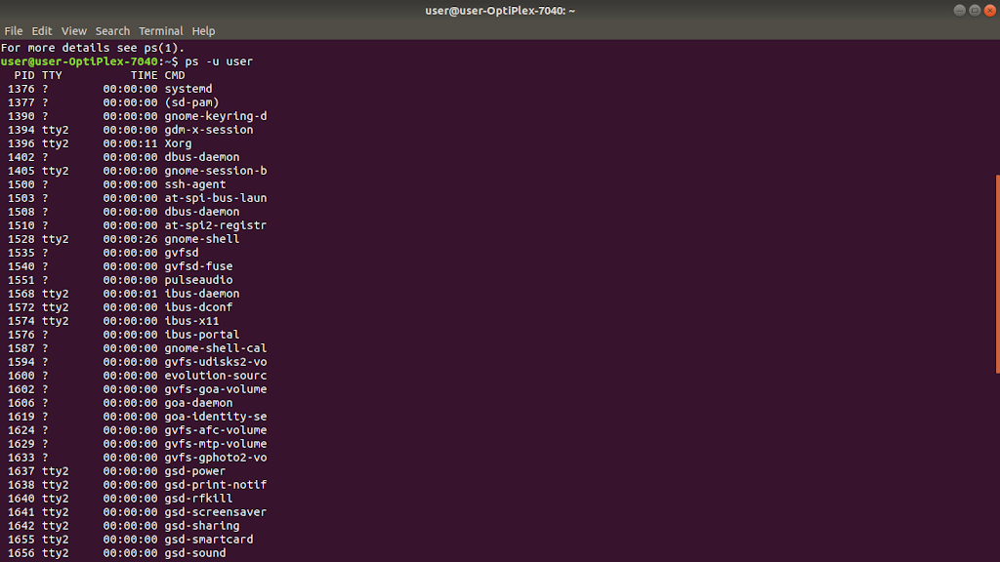 user@user-OptiPlex-7040: ~
File Edit View Search Terminal Help
For more details see ps(1).
user@user-OptiPlex-7040:~$ ps -u user
  PID TTY          TIME CMD
 1376 ?        00:00:00 systemd
 1377 ?        00:00:00 (sd-pam)
 1390 ?        00:00:00 gnome-keyring-d
 1394 tty2     00:00:00 gdm-x-session
 1396 tty2     00:00:11 Xorg
 1402 ?        00:00:00 dbus-daemon
 1405 tty2     00:00:00 gnome-session-b
 1500 ?        00:00:00 ssh-agent
 1503 ?        00:00:00 at-spi-bus-laun
 1508 ?        00:00:00 dbus-daemon
 1510 ?        00:00:00 at-spi2-registr
 1528 tty2     00:00:26 gnome-shell
 1535 ?        00:00:00 gvfsd
 1540 ?        00:00:00 gvfsd-fuse
 1551 ?        00:00:00 pulseaudio
 1568 tty2     00:00:01 ibus-daemon
 1572 tty2     00:00:00 ibus-dconf
 1574 tty2     00:00:00 ibus-x11
 1576 ?        00:00:00 ibus-portal
 1587 ?        00:00:00 gnome-shell-cal
 1594 ?        00:00:00 gvfs-udisks2-vo
 1600 ?        00:00:00 evolution-sourc
 1602 ?        00:00:00 gvfs-goa-volume
 1606 ?        00:00:00 goa-daemon
 1619 ?        00:00:00 goa-identity-se
 1624 ?        00:00:00 gvfs-afc-volume
 1629 ?        00:00:00 gvfs-mtp-volume
 1633 ?        00:00:00 gvfs-gphoto2-vo
 1637 tty2     00:00:00 gsd-power
 1638 tty2     00:00:00 gsd-print-notif
 1640 tty2     00:00:00 gsd-rfkill
 1641 tty2     00:00:00 gsd-screensaver
 1642 tty2     00:00:00 gsd-sharing
 1655 tty2     00:00:00 gsd-smartcard
 1656 tty2     00:00:00 gsd-sound